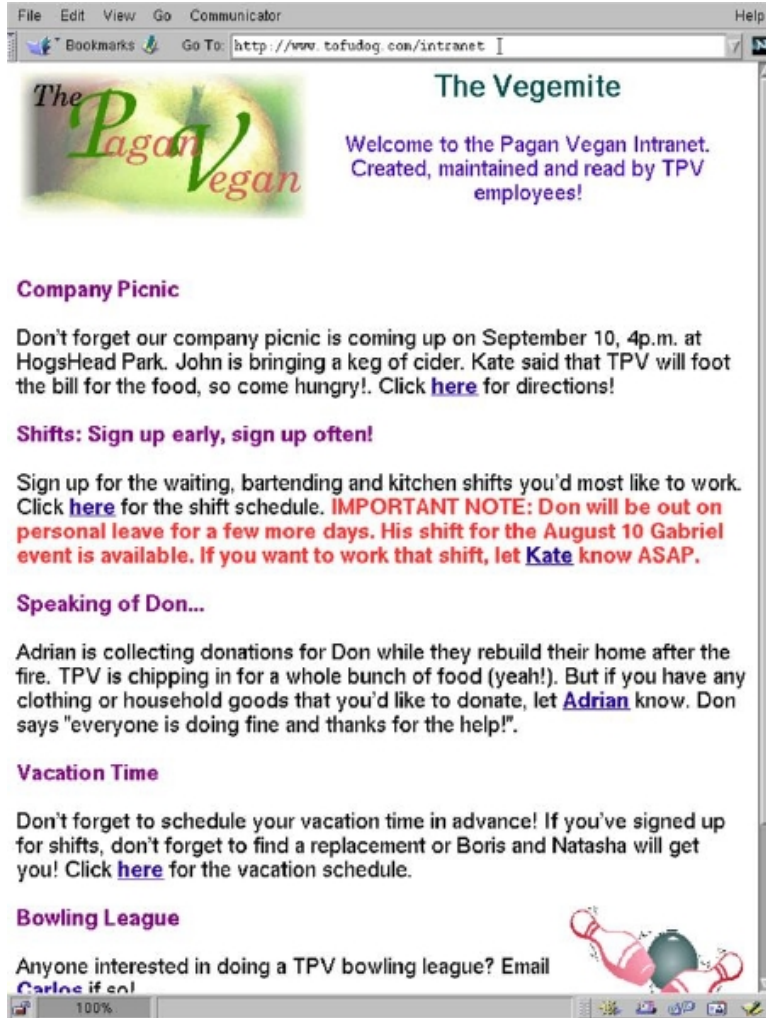 File Edit View Go Communicator Help
Bookmarks Go To: http://www.tofudog.com/intranet
The Pagan Vegan
The Vegemite
Welcome to the Pagan Vegan Intranet.
Created, maintained and read by TPV
employees!
Company Picnic
Don't forget our company picnic is coming up on September 10, 4p.m. at
HogsHead Park. John is bringing a keg of cider. Kate said that TPV will foot
the bill for the food, so come hungry!. Click here for directions!
Shifts: Sign up early, sign up often!
Sign up for the waiting, bartending and kitchen shifts you'd most like to work.
Click here for the shift schedule. IMPORTANT NOTE: Don will be out on
personal leave for a few more days. His shift for the August 10 Gabriel
event is available. If you want to work that shift, let Kate know ASAP.
Speaking of Don...
Adrian is collecting donations for Don while they rebuild their home after the
fire. TPV is chipping in for a whole bunch of food (yeah!). But if you have any
clothing or household goods that you'd like to donate, let Adrian know. Don
says "everyone is doing fine and thanks for the help!".
Vacation Time
Don't forget to schedule your vacation time in advance! If you've signed up
for shifts, don't forget to find a replacement or Boris and Natasha will get
you! Click here for the vacation schedule.
Bowling League
Anyone interested in doing a TPV bowling league? Email
Carlos if so!
100%